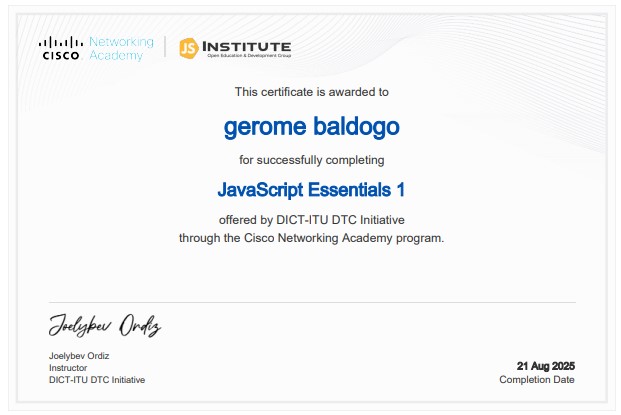 CISCO
Networking
Academy
JS INSTITUTE
Open Education & Development Group
This certificate is awarded to
gerome baldogo
for successfully completing
JavaScript Essentials 1
offered by DICT-ITU DTC Initiative
through the Cisco Networking Academy program.
Joelybev Ordiz
Joelybev Ordiz
Instructor
DICT-ITU DTC Initiative
21 Aug 2025
Completion Date